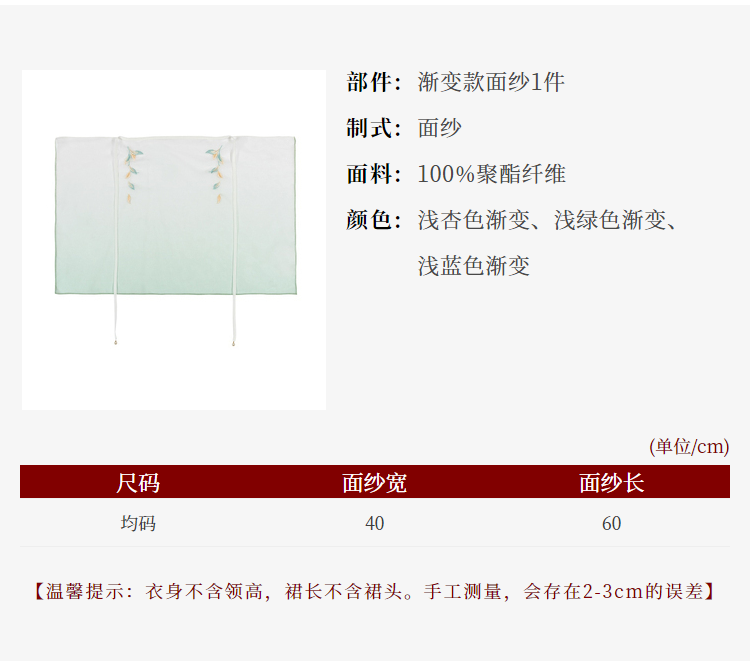 部件：渐变款面纱1件
制式：面纱
面料：100%聚酯纤维
颜色：浅杏色渐变、浅绿色渐变、
浅蓝色渐变
(单位/cm)
尺码 面纱宽 面纱长
均码 40 60
【温馨提示：衣身不含领高，裙长不含裙头。手工测量，会存在2-3cm的误差】